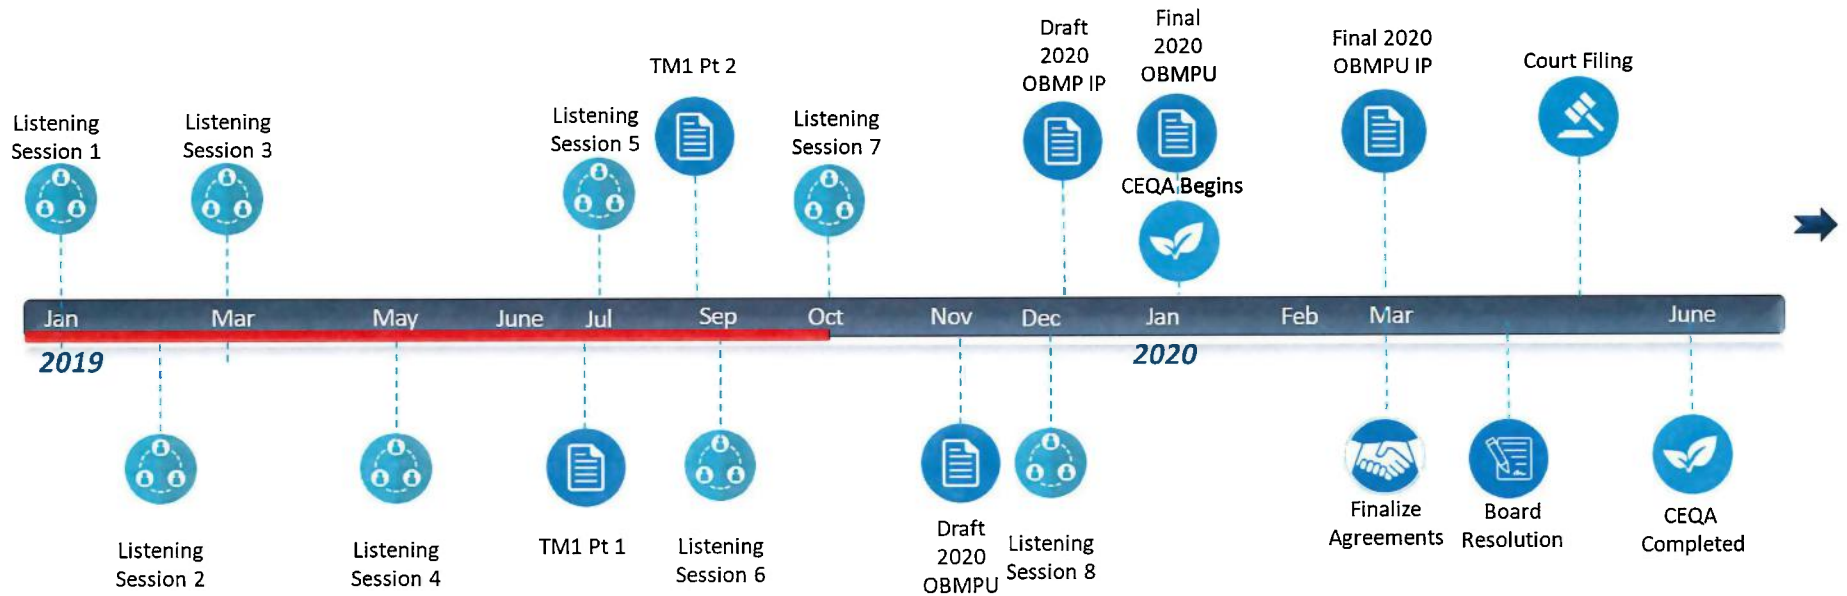 Listening
Session 1
Listening
Session 3
Listening
Session 5
TM1 Pt 2
Listening
Session 7
Draft
2020
OBMP IP
Final
2020
OBMPU
CEQA Begins
Final 2020
OBMPU IP
Court Filing
Jan
Mar
May
June
Jul
Sep
Oct
Nov
Dec
Jan
Feb
Mar
June
2019
2020
Listening
Session 2
Listening
Session 4
TM1 Pt 1
Listening
Session 6
Draft
2020
OBMPU
Listening
Session 8
Finalize
Agreements
Board
Resolution
CEQA
Completed